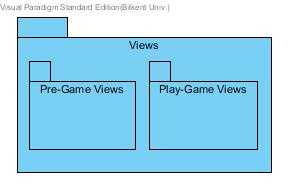 Visual Paradigm Standard Edition(Bilkent Univ.)
Views
Pre-Game Views
Play-Game Views